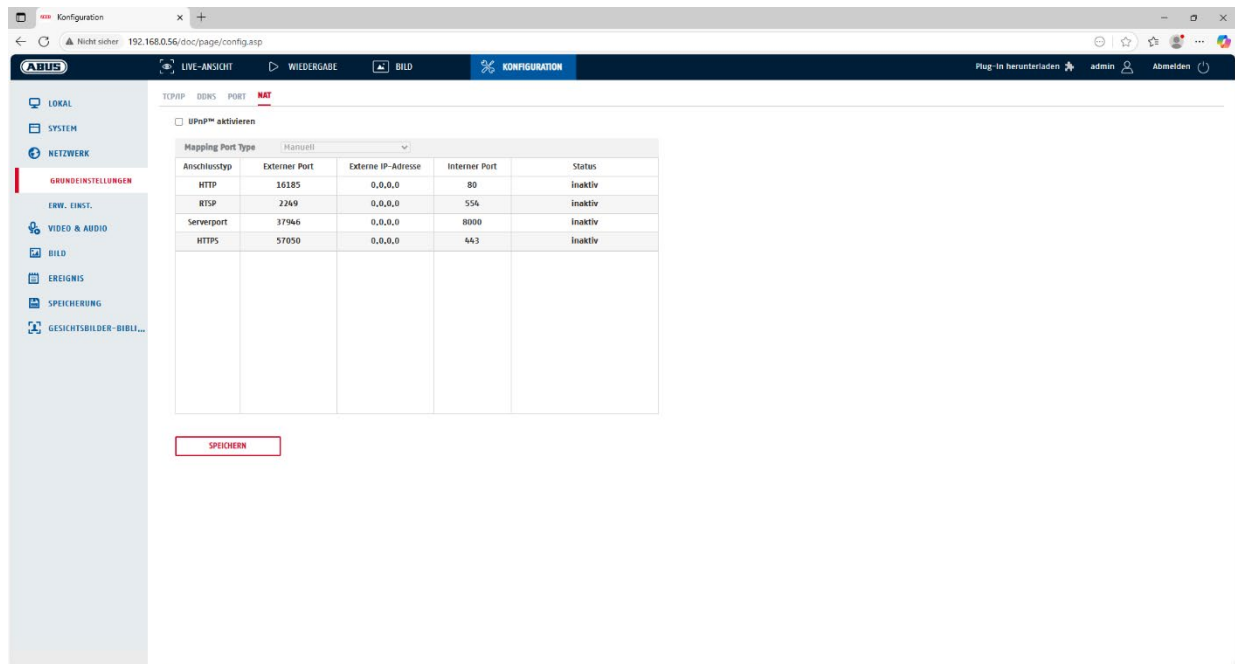 Konfiguration
Nicht sicher 192.168.0.56/doc/page/config.asp
ABUS LIVE-ANSICHT WIEDERGABE BILD KONFIGURATION Plug-in herunterladen admin Abmelden
LOKAL
SYSTEM
NETZWERK
GRUNDEINSTELLUNGEN
ERW. EINST.
VIDEO & AUDIO
BILD
EREIGNIS
SPEICHERUNG
GESICHTSBILDER-BIBLI...
TCP/IP DDNS PORT NAT
UPnP™ aktivieren
Mapping Port Type Manuell
Anschlusstyp Externer Port Externe IP-Adresse Interner Port Status
HTTP 16185 0.0.0.0 80 inaktiv
RTSP 2249 0.0.0.0 554 inaktiv
Serverport 37946 0.0.0.0 8000 inaktiv
HTTPS 57050 0.0.0.0 443 inaktiv
SPEICHERN